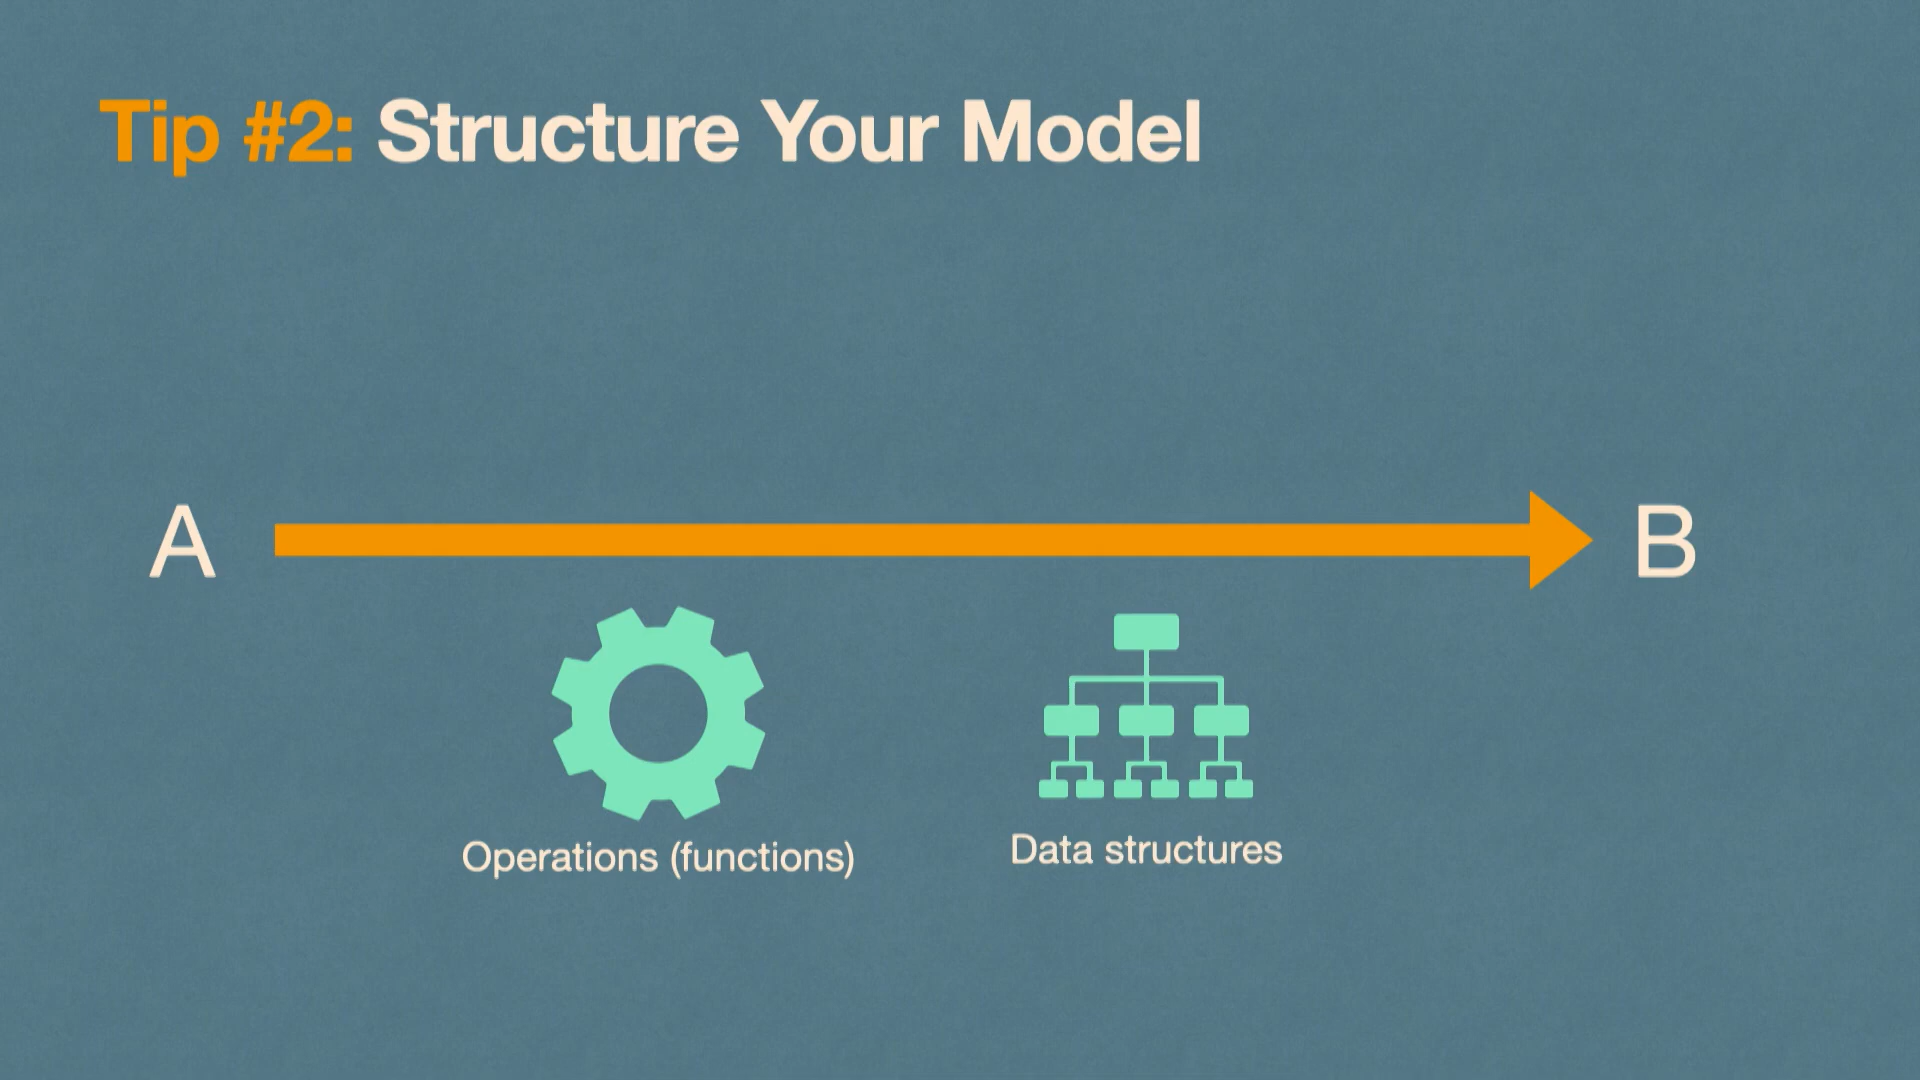 Tip #2: Structure Your Model
A
B
Operations (functions)
Data structures